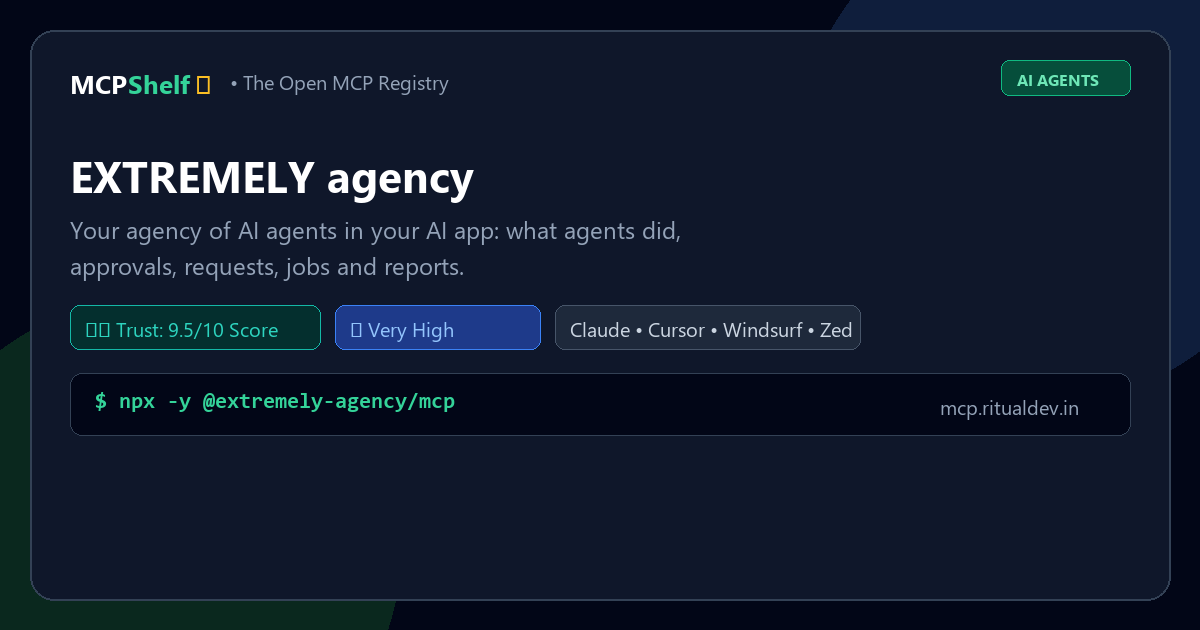 MCPShelf • The Open MCP Registry
AI AGENTS
EXTREMELY agency
Your agency of AI agents in your AI app: what agents did,
approvals, requests, jobs and reports.
Trust: 9.5/10 Score
Very High
Claude • Cursor • Windsurf • Zed
$ npx -y @extremely-agency/mcp
mcp.ritualdev.in